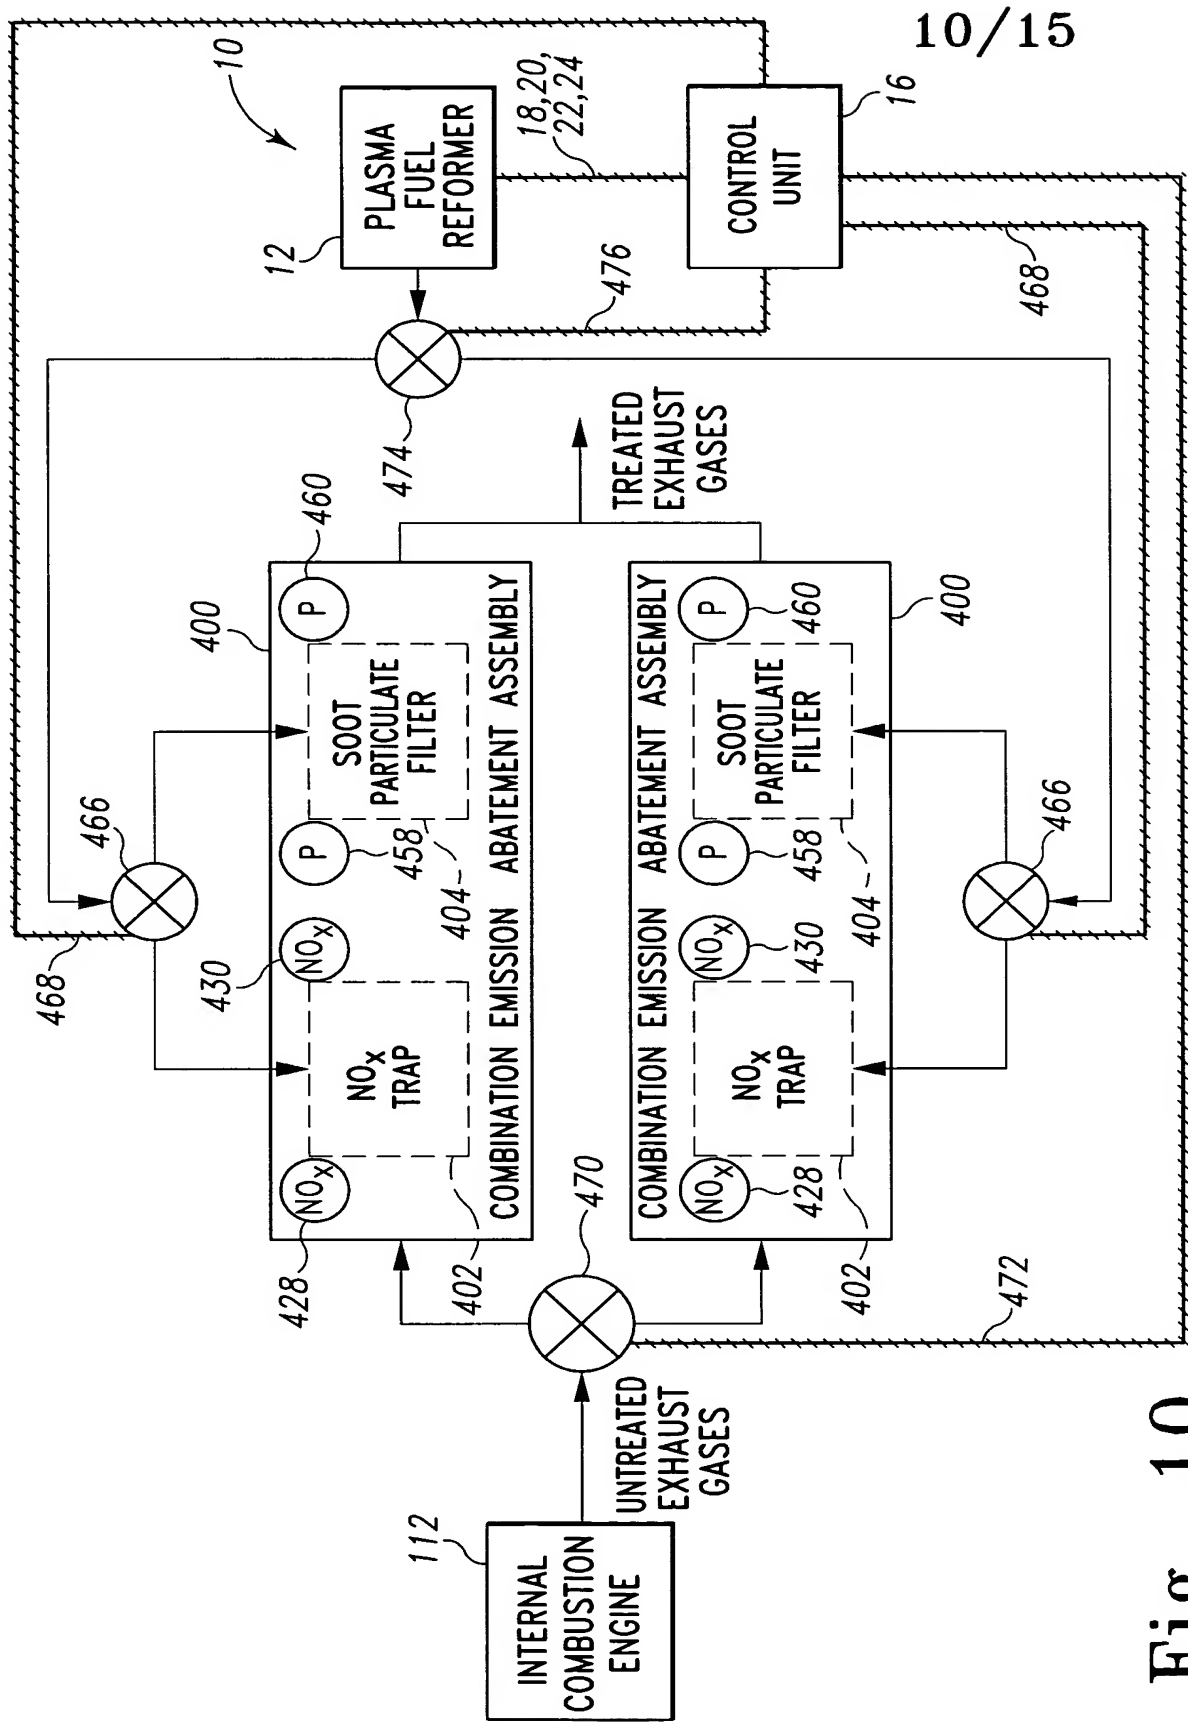 10/15
10
PLASMA
FUEL
REFORMER
12
18,20,
22,24
CONTROL
UNIT
16
476
468
474
TREATED
EXHAUST
GASES
466
468
400
460
P
SOOT
PARTICULATE
FILTER
P
458
404
430
NOx
NOx
TRAP
NOx
428
402
COMBINATION EMISSION ABATEMENT ASSEMBLY
470
COMBINATION EMISSION ABATEMENT ASSEMBLY
400
460
P
SOOT
PARTICULATE
FILTER
P
458
404
430
NOx
NOx
TRAP
NOx
428
402
466
472
UNTREATED
EXHAUST
GASES
112
INTERNAL
COMBUSTION
ENGINE
Fig. 10